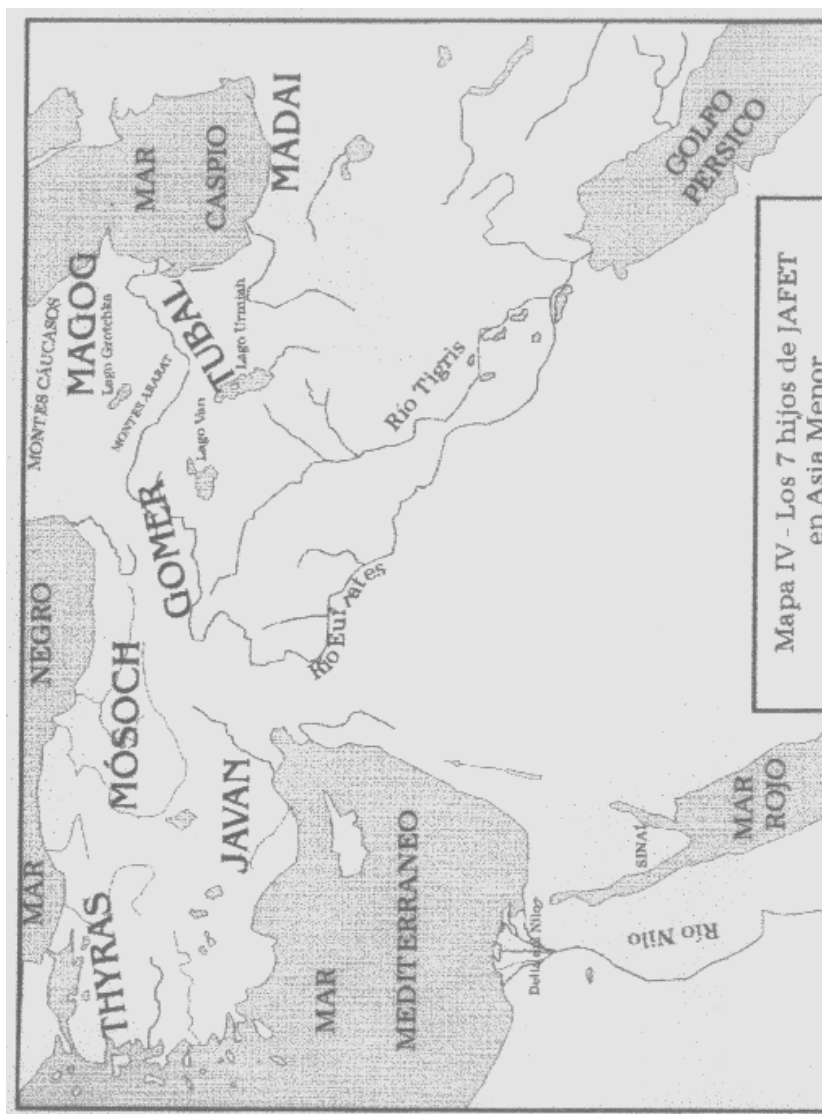 MAR
NEGRO
MONTES CÁUCASOS
MAGOG
Lago Grotchka
MAR
CASPIO
MADAI
THYRAS
MÓSOCH
GOMER
MONTES ARARAT
TUBAL
Lago Van
Lago Urmiah
JAVAN
MAR
MEDITERRANEO
Río Eufrates
Río Tigris
GOLFO
PERSICO
Delta del Nilo
SINAI
Río Nilo
MAR
ROJO
Mapa IV - Los 7 hijos de JAFET
en Asia Menor